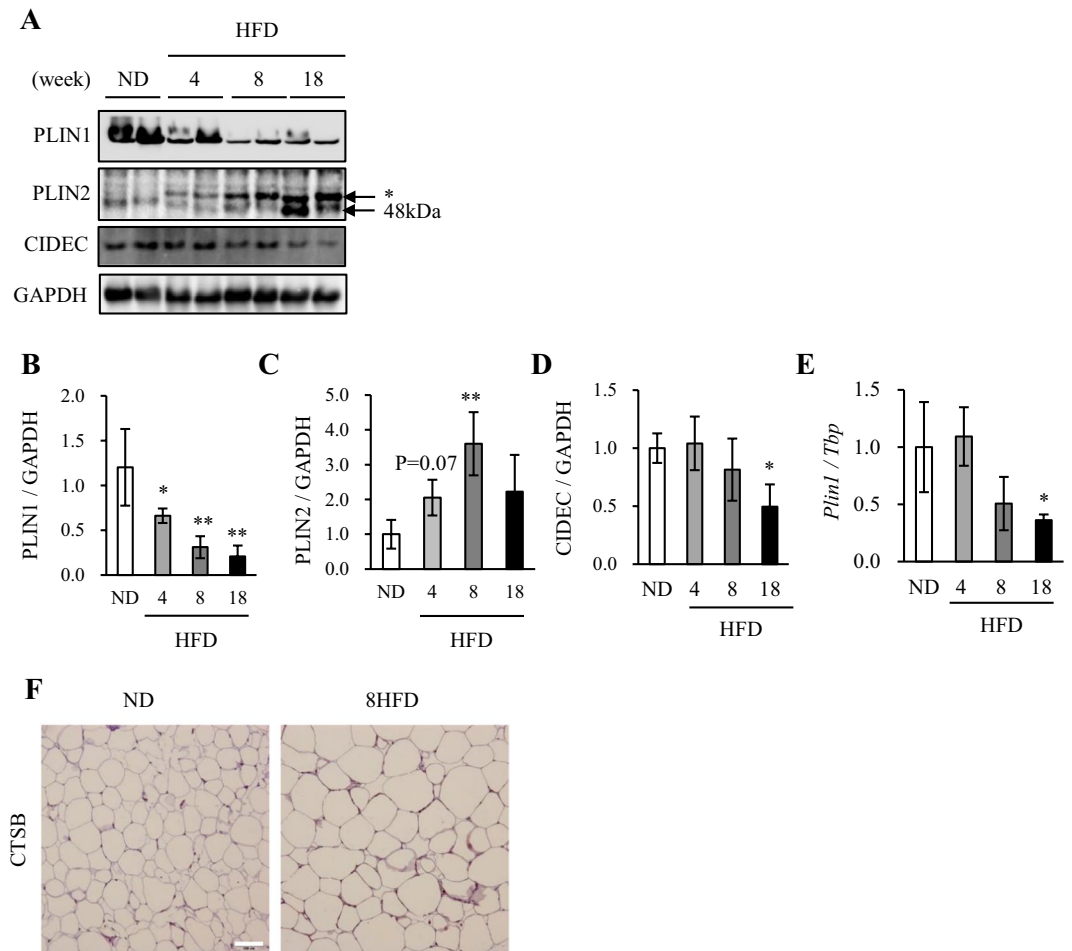 A
HFD
(week) ND 4 8 18
PLIN1
PLIN2
*
48kDa
CIDEC
GAPDH
B
PLIN1 / GAPDH
2.0
1.5
1.0
0.5
0.0
* ** **
ND 4 8 18
HFD
C
PLIN2 / GAPDH
5.0
4.0
3.0
2.0
1.0
0.0
P=0.07
**
ND 4 8 18
HFD
D
CIDEC / GAPDH
1.5
1.0
0.5
0.0
*
ND 4 8 18
HFD
E
Plin1 / Tbp
1.5
1.0
0.5
0.0
*
ND 4 8 18
HFD
F
ND 8HFD
CTSB